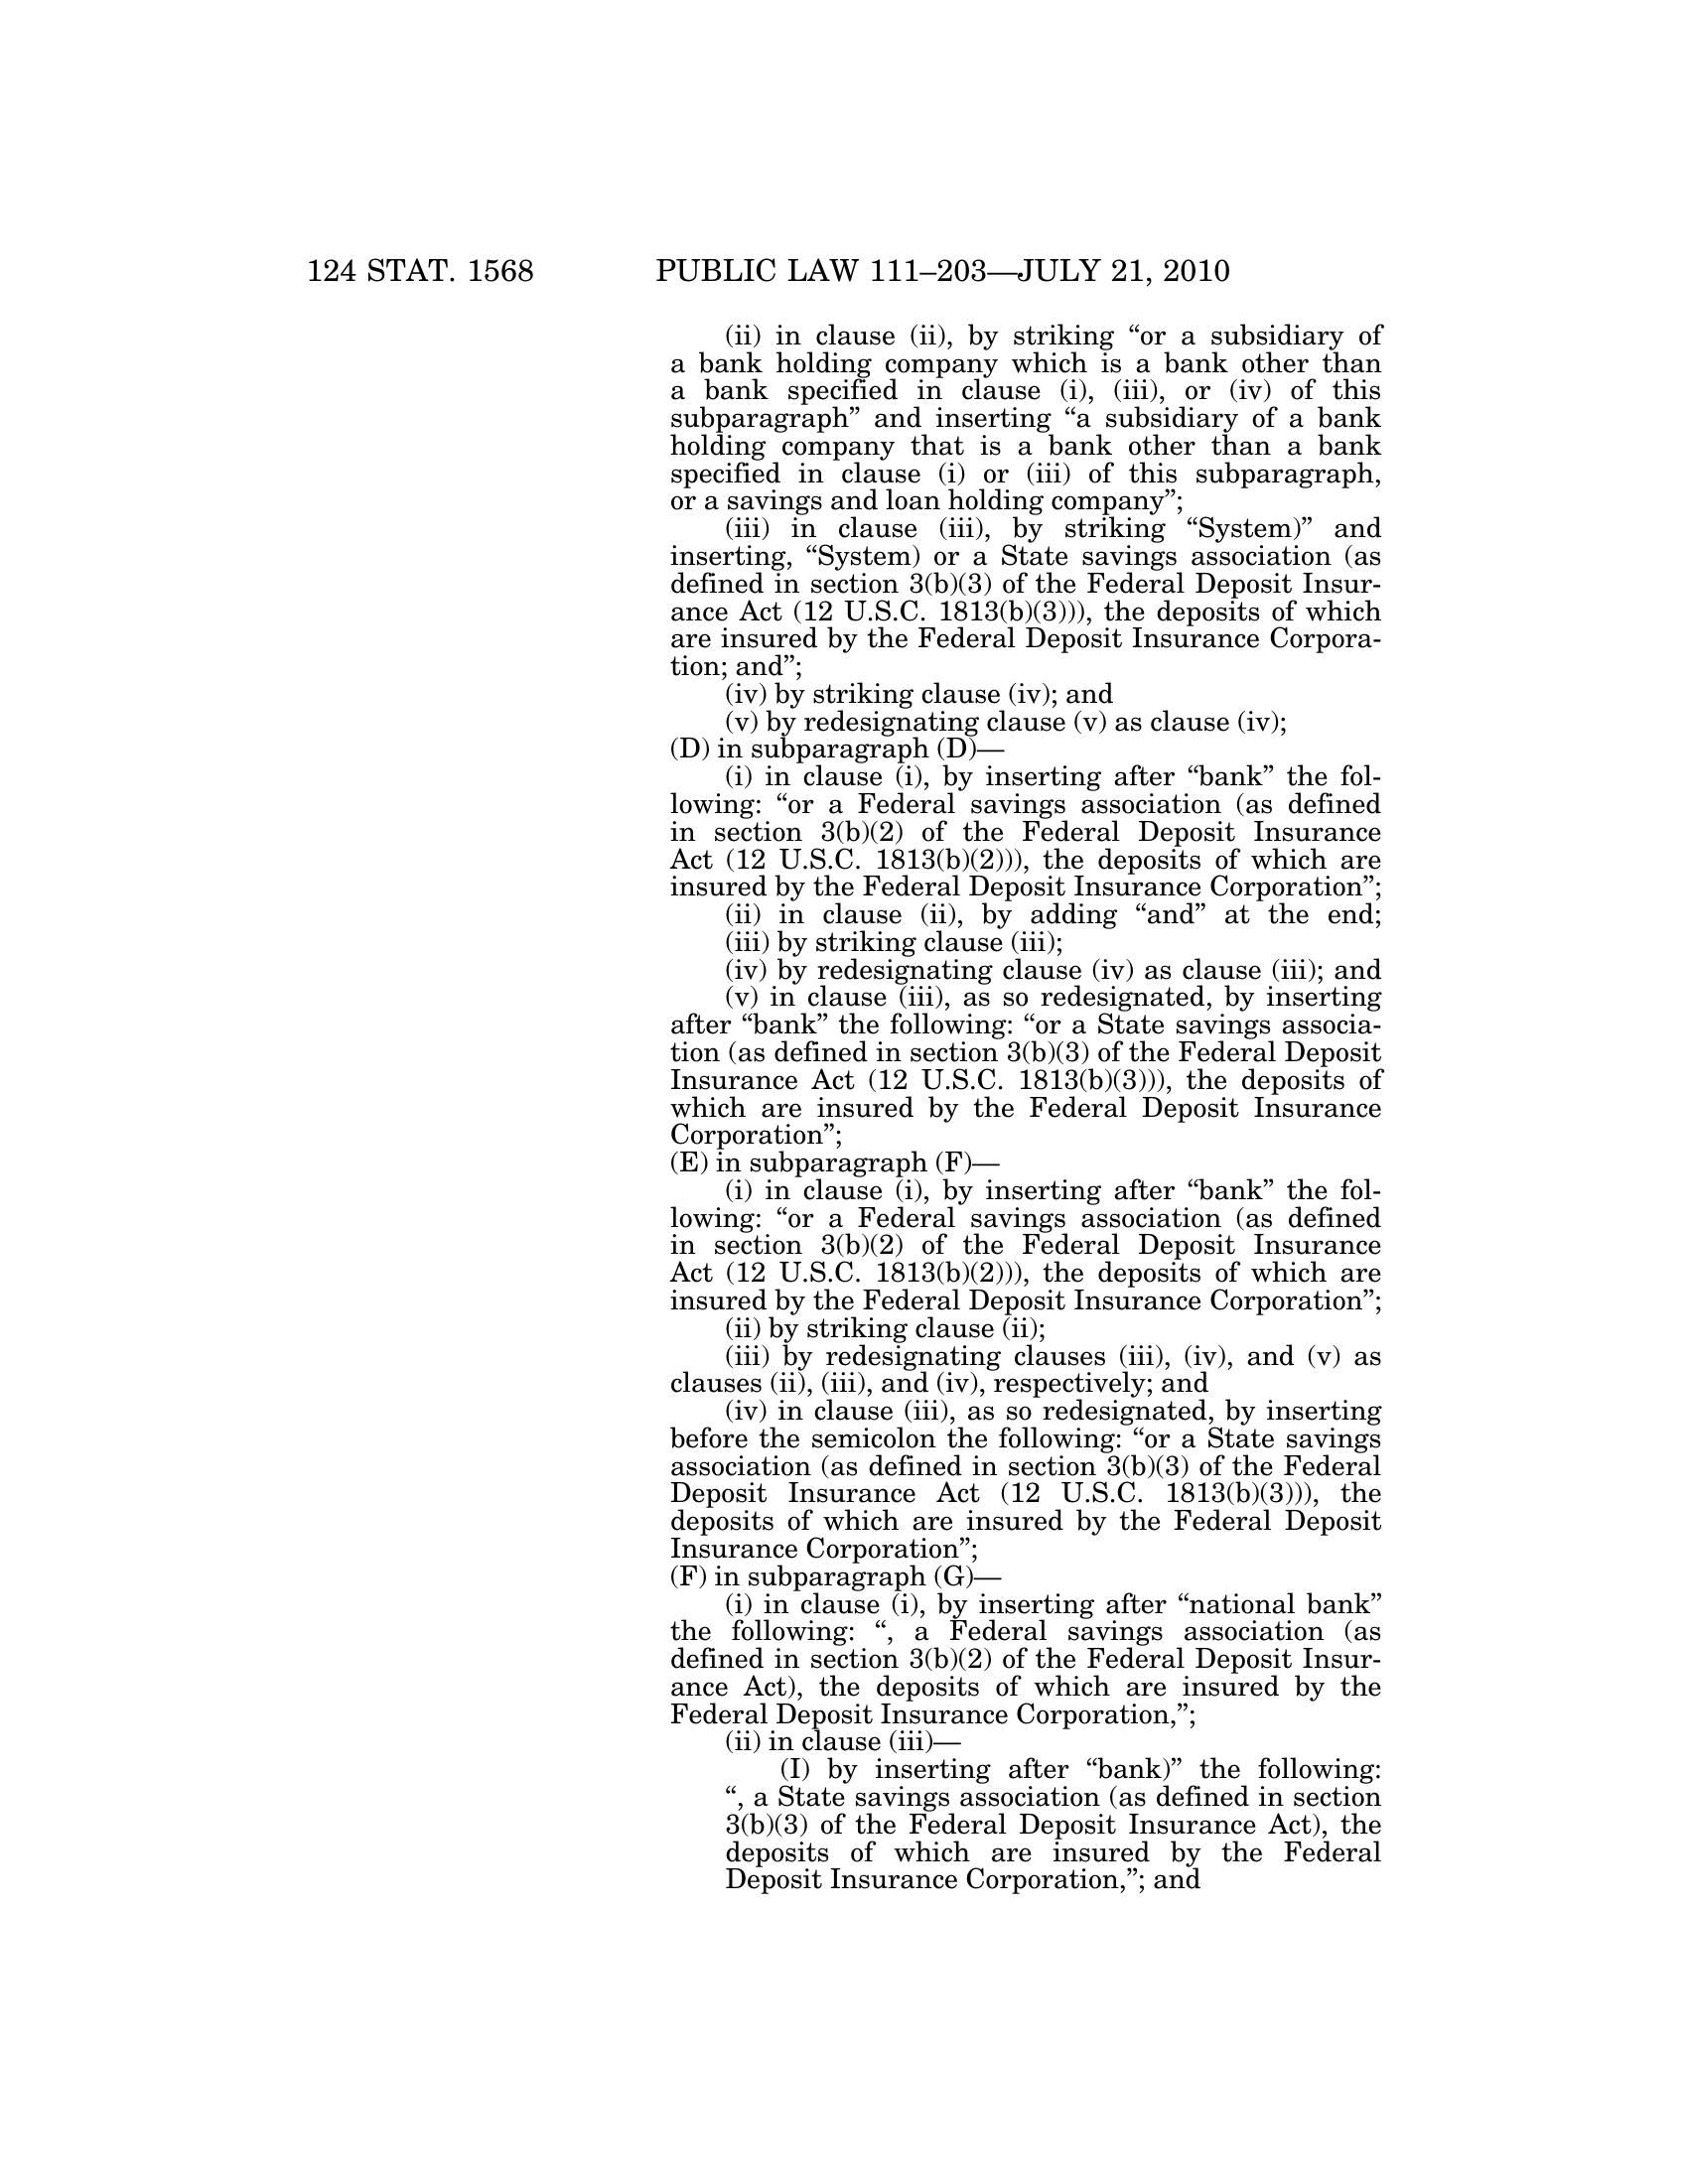 124 STAT. 1568 PUBLIC LAW 111–203—JULY 21, 2010
(ii) in clause (ii), by striking “or a subsidiary of
a bank holding company which is a bank other than
a bank specified in clause (i), (iii), or (iv) of this
subparagraph” and inserting “a subsidiary of a bank
holding company that is a bank other than a bank
specified in clause (i) or (iii) of this subparagraph,
or a savings and loan holding company”;
(iii) in clause (iii), by striking “System)” and
inserting, “System) or a State savings association (as
defined in section 3(b)(3) of the Federal Deposit Insur-
ance Act (12 U.S.C. 1813(b)(3))), the deposits of which
are insured by the Federal Deposit Insurance Corpora-
tion; and”;
(iv) by striking clause (iv); and
(v) by redesignating clause (v) as clause (iv);
(D) in subparagraph (D)—
(i) in clause (i), by inserting after “bank” the fol-
lowing: “or a Federal savings association (as defined
in section 3(b)(2) of the Federal Deposit Insurance
Act (12 U.S.C. 1813(b)(2))), the deposits of which are
insured by the Federal Deposit Insurance Corporation”;
(ii) in clause (ii), by adding “and” at the end;
(iii) by striking clause (iii);
(iv) by redesignating clause (iv) as clause (iii); and
(v) in clause (iii), as so redesignated, by inserting
after “bank” the following: “or a State savings associa-
tion (as defined in section 3(b)(3) of the Federal Deposit
Insurance Act (12 U.S.C. 1813(b)(3))), the deposits of
which are insured by the Federal Deposit Insurance
Corporation”;
(E) in subparagraph (F)—
(i) in clause (i), by inserting after “bank” the fol-
lowing: “or a Federal savings association (as defined
in section 3(b)(2) of the Federal Deposit Insurance
Act (12 U.S.C. 1813(b)(2))), the deposits of which are
insured by the Federal Deposit Insurance Corporation”;
(ii) by striking clause (ii);
(iii) by redesignating clauses (iii), (iv), and (v) as
clauses (ii), (iii), and (iv), respectively; and
(iv) in clause (iii), as so redesignated, by inserting
before the semicolon the following: “or a State savings
association (as defined in section 3(b)(3) of the Federal
Deposit Insurance Act (12 U.S.C. 1813(b)(3))), the
deposits of which are insured by the Federal Deposit
Insurance Corporation”;
(F) in subparagraph (G)—
(i) in clause (i), by inserting after “national bank”
the following: “, a Federal savings association (as
defined in section 3(b)(2) of the Federal Deposit Insur-
ance Act), the deposits of which are insured by the
Federal Deposit Insurance Corporation,”;
(ii) in clause (iii)—
(I) by inserting after “bank)” the following:
“, a State savings association (as defined in section
3(b)(3) of the Federal Deposit Insurance Act), the
deposits of which are insured by the Federal
Deposit Insurance Corporation,”; and